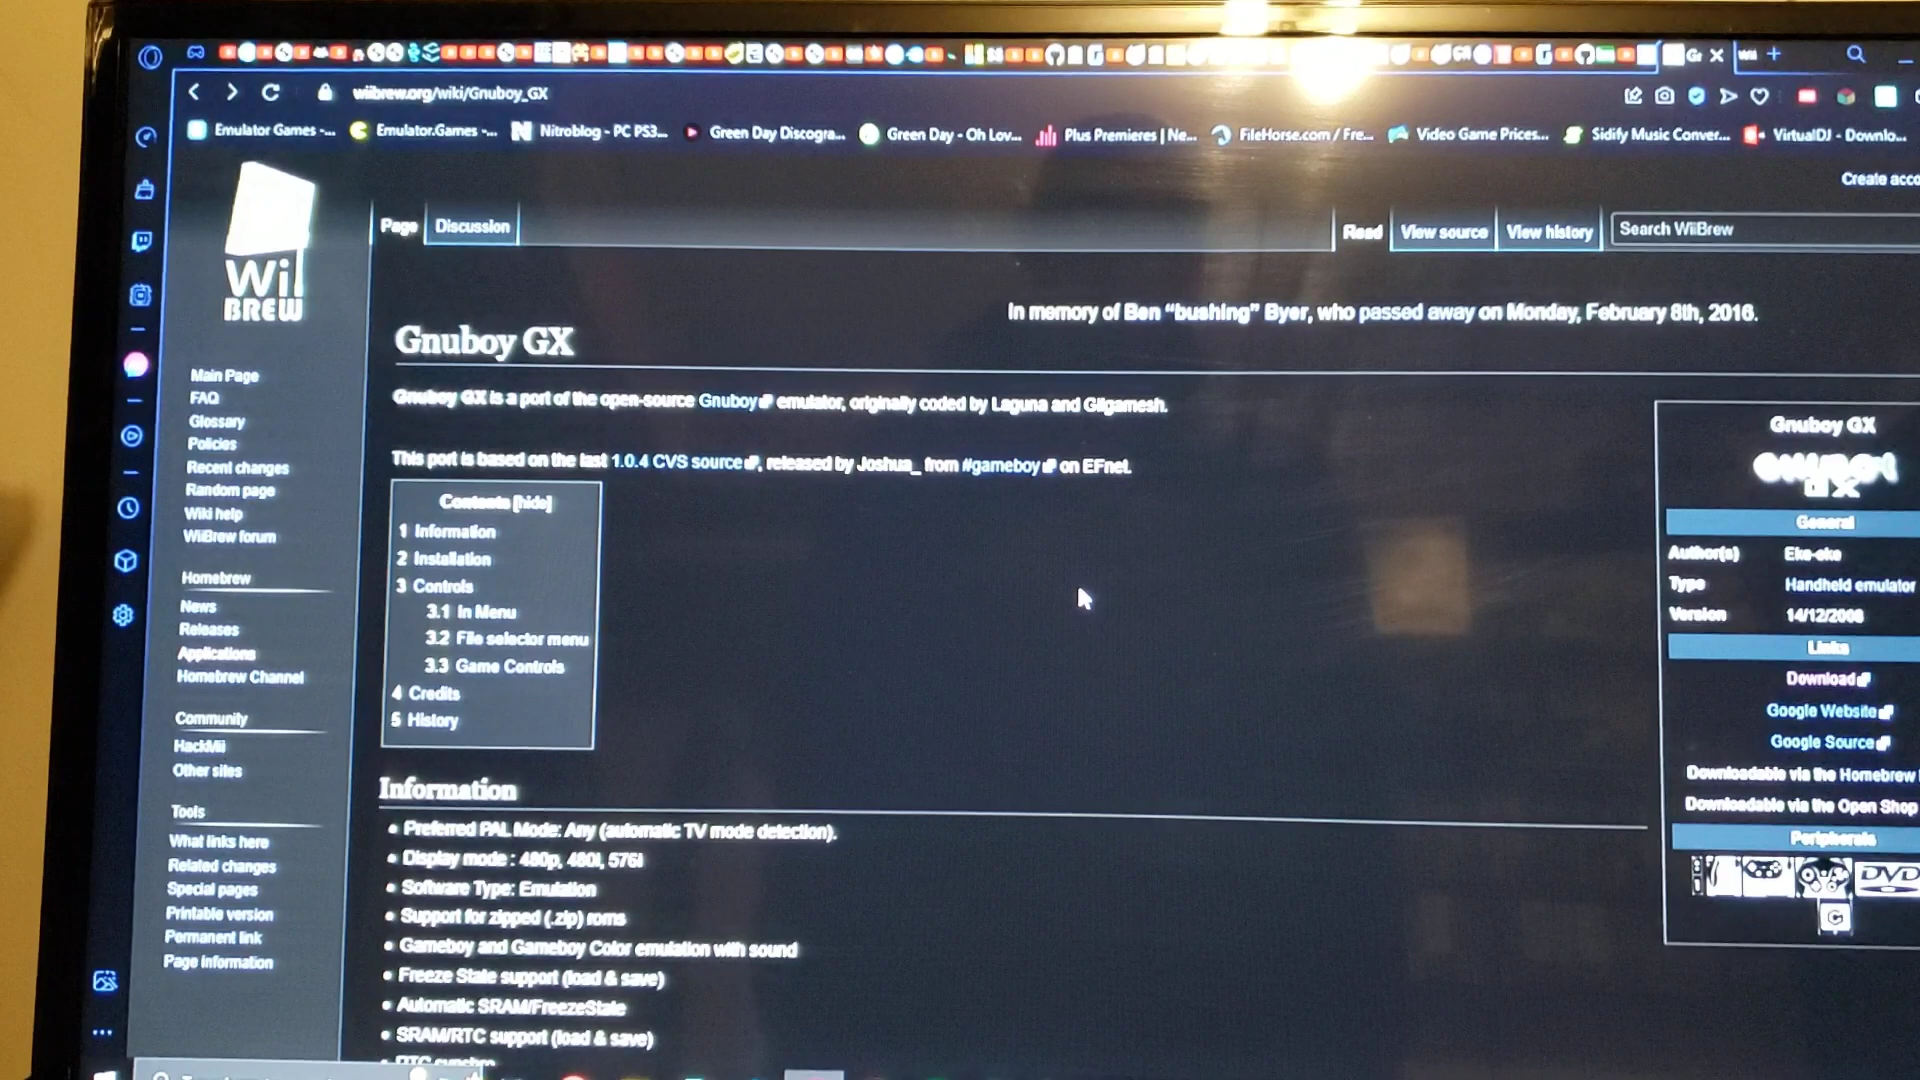 Gr
Wii
wiibrew.org/wiki/Gnuboy_GX
Emulator Games -...
Emulator.Games -...
Nitroblog - PC PS3...
Green Day Discogra...
Green Day - Oh Lov...
Plus Premieres | Ne...
FileHorse.com / Fre...
Video Game Prices...
Sidify Music Conver...
VirtualDJ - Downlo...
Create acco
Page
Discussion
Read
View source
View history
Search WiiBrew
Wii
BREW
In memory of Ben “bushing” Byer, who passed away on Monday, February 8th, 2016.
Gnuboy GX
Gnuboy GX is a port of the open-source Gnuboy emulator, originally coded by Laguna and Gilgamesh.
This port is based on the last 1.0.4 CVS source, released by Joshua_ from #gameboy on EFnet.
Contents [hide]
1 Information
2 Installation
3 Controls
3.1 In Menu
3.2 File selector menu
3.3 Game Controls
4 Credits
5 History
Main Page
FAQ
Glossary
Policies
Recent changes
Random page
Wiki help
WiiBrew forum
Homebrew
News
Releases
Applications
Homebrew Channel
Community
HackMii
Other sites
Tools
What links here
Related changes
Special pages
Printable version
Permanent link
Page information
Information
• Preferred PAL Mode: Any (automatic TV mode detection).
• Display mode : 480p, 480i, 576i
• Software Type: Emulation
• Support for zipped (.zip) roms
• Gameboy and Gameboy Color emulation with sound
• Freeze State support (load & save)
• Automatic SRAM/FreezeState
• SRAM/RTC support (load & save)
• RTC synchro
Gnuboy GX
GNUBOY
GX
General
Author(s) Eke-eke
Type Handheld emulator
Version 14/12/2008
Links
Download
Google Website
Google Source
Downloadable via the Homebrew
Downloadable via the Open Shop
Peripherals
DVD
C